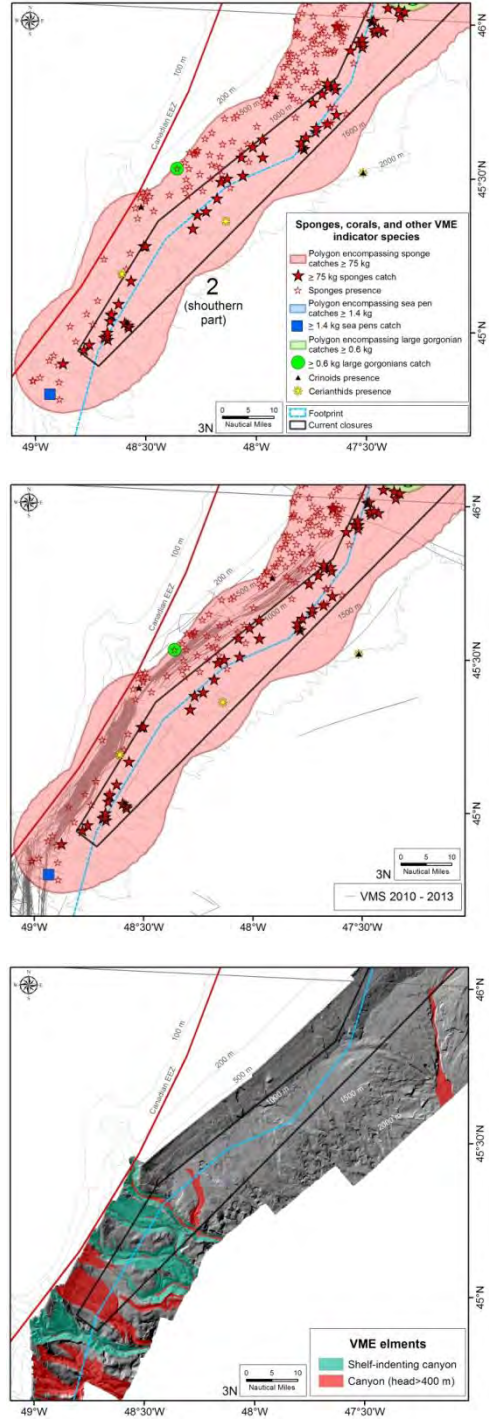 Canadian EEZ
100 m
200 m
500 m
1000 m
1500 m
2000 m
46°N
45°30'N
45°N
2
(shouthern
part)
Sponges, corals, and other VME
indicator species
Polygon encompassing sponge
catches ≥ 75 kg
≥ 75 kg sponges catch
Sponges presence
Polygon encompassing sea pen
catches ≥ 1.4 kg
≥ 1.4 kg sea pens catch
Polygon encompassing large gorgonian
catches ≥ 0.6 kg
≥ 0.6 kg large gorgonians catch
Crinoids presence
Cerianthids presence
Footprint
Current closures
0 5 10
Nautical Miles
3N
49°W
48°30'W
48°W
47°30'W
Canadian EEZ
100 m
200 m
500 m
1000 m
1500 m
46°N
45°30'N
45°N
0 5 10
Nautical Miles
3N
VMS 2010 - 2013
49°W
48°30'W
48°W
47°30'W
Canadian EEZ
100 m
200 m
500 m
1000 m
1500 m
2000 m
46°N
45°30'N
45°N
VME elments
Shelf-indenting canyon
Canyon (head>400 m)
0 5 10
Nautical Miles
3N
49°W
48°30'W
48°W
47°30'W